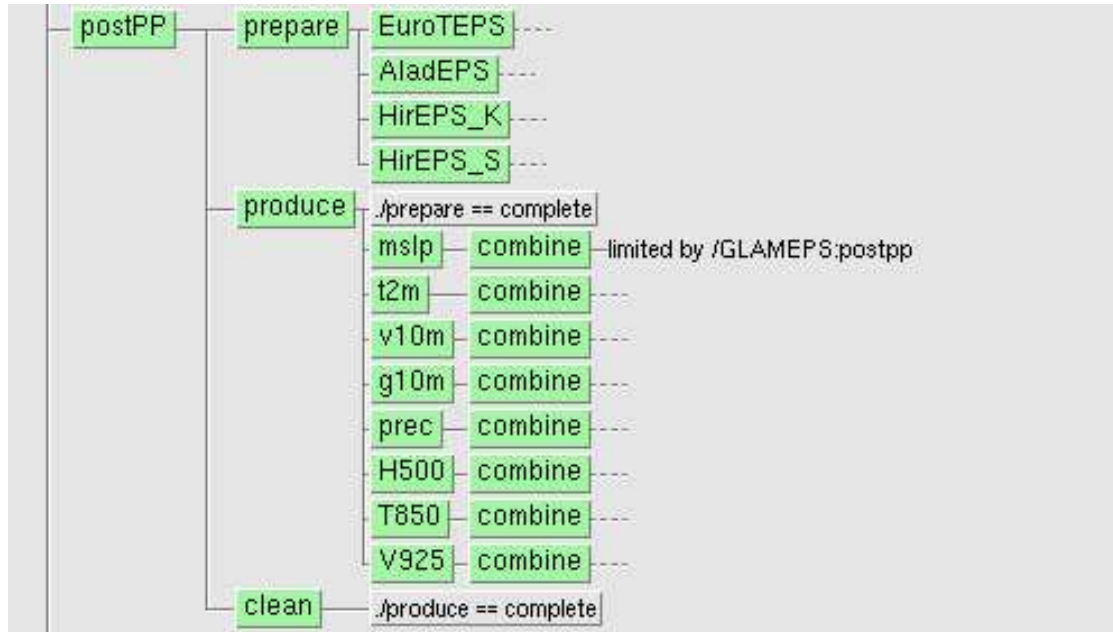 postPP prepare EuroTEPS
AladEPS
HirEPS_K
HirEPS_S
produce ./prepare == complete
mslp combine limited by /GLAMEPS:postpp
t2m combine
v10m combine
g10m combine
prec combine
H500 combine
T850 combine
V925 combine
clean ./produce == complete